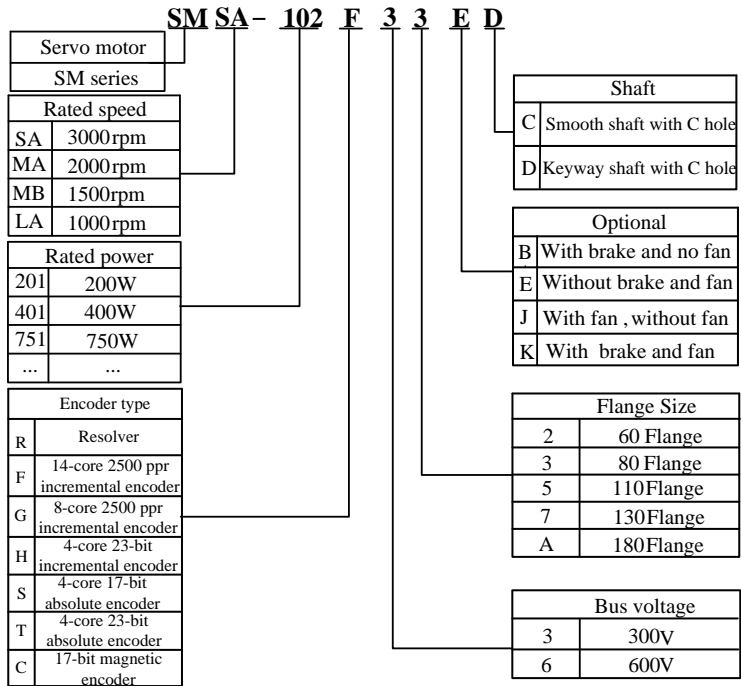 SM SA- 102 F 3 3 E D
Servo motor
SM series
Rated speed
SA 3000rpm
MA 2000rpm
MB 1500rpm
LA 1000rpm
Rated power
201 200W
401 400W
751 750W
... ...
Encoder type
R Resolver
F 14-core 2500 ppr
incremental encoder
G 8-core 2500 ppr
incremental encoder
H 4-core 23-bit
incremental encoder
S 4-core 17-bit
absolute encoder
T 4-core 23-bit
absolute encoder
C 17-bit magnetic
encoder
Shaft
C Smooth shaft with C hole
D Keyway shaft with C hole
Optional
B With brake and no fan
E Without brake and fan
J With fan , without fan
K With brake and fan
Flange Size
2 60 Flange
3 80 Flange
5 110Flange
7 130Flange
A 180Flange
Bus voltage
3 300V
6 600V